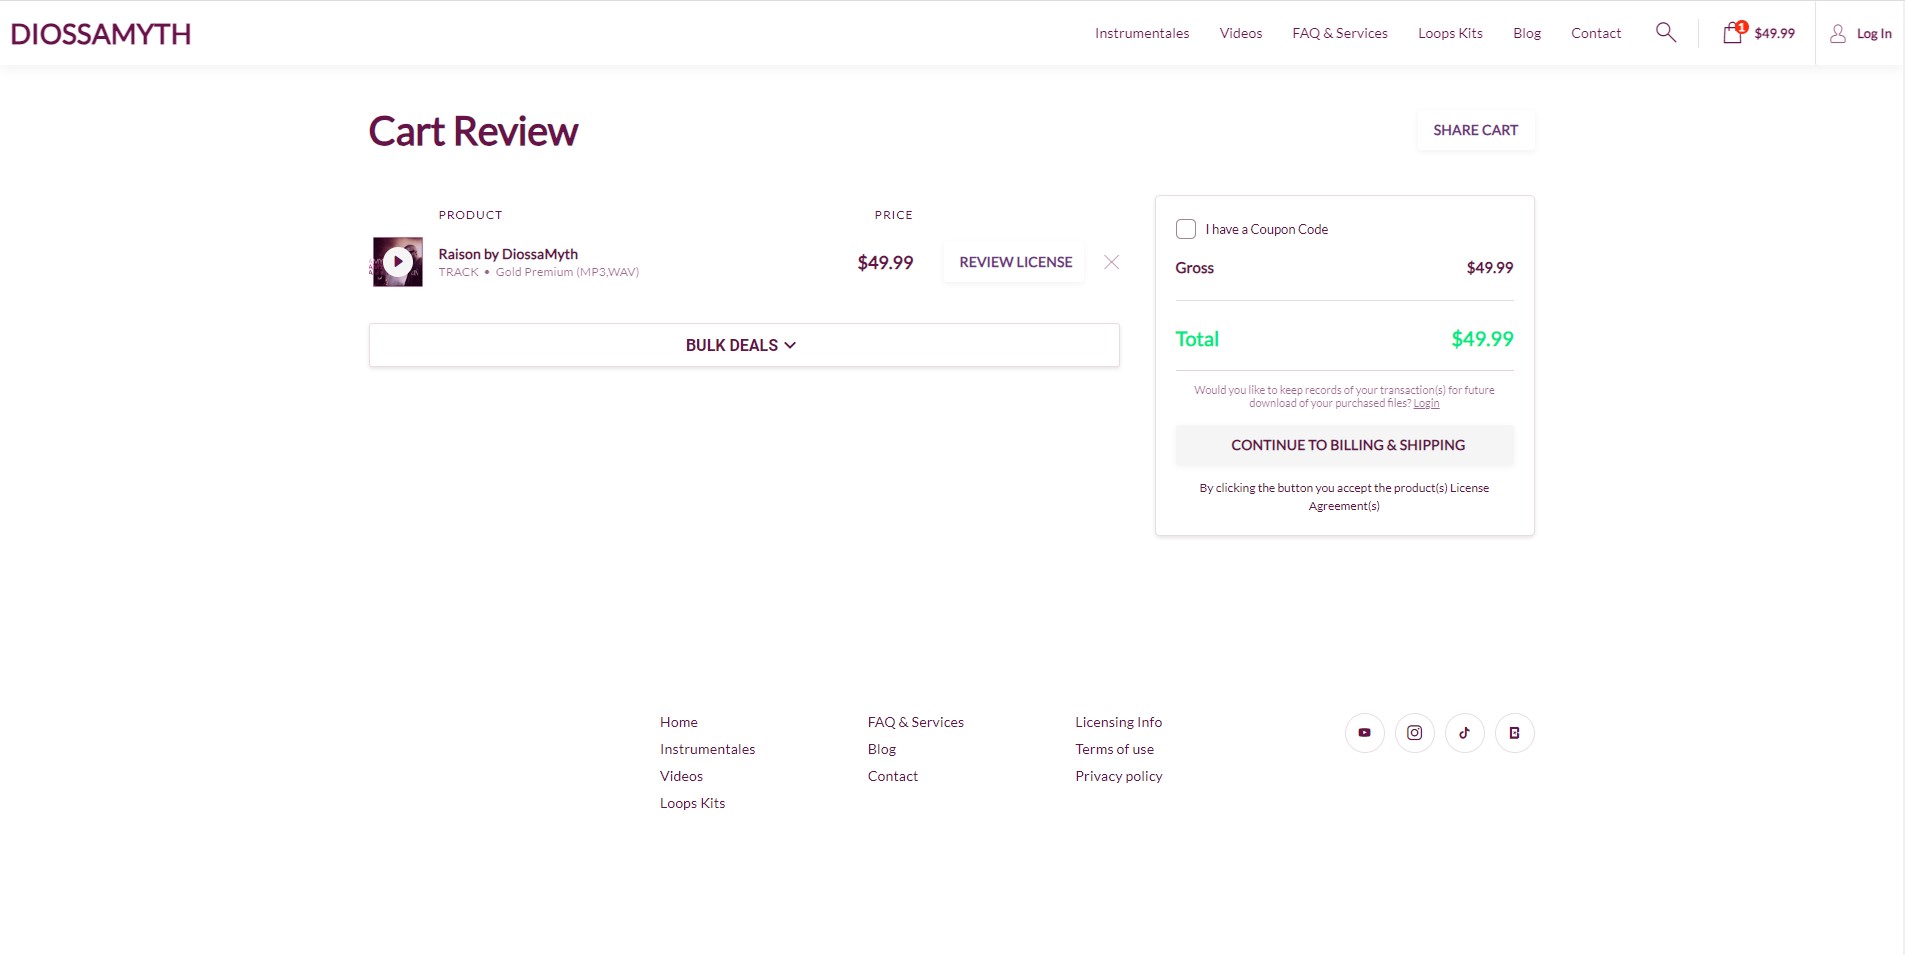 DIOSSAMYTH
Instrumentales
Videos
FAQ & Services
Loops Kits
Blog
Contact
1
$49.99
Log In
Cart Review
SHARE CART
PRODUCT
PRICE
Raison by DiossaMyth
TRACK • Gold Premium (MP3,WAV)
$49.99
REVIEW LICENSE
BULK DEALS
I have a Coupon Code
Gross
$49.99
Total
$49.99
Would you like to keep records of your transaction(s) for future
download of your purchased files? Login
CONTINUE TO BILLING & SHIPPING
By clicking the button you accept the product(s) License
Agreement(s)
Home
Instrumentales
Videos
Loops Kits
FAQ & Services
Blog
Contact
Licensing Info
Terms of use
Privacy policy